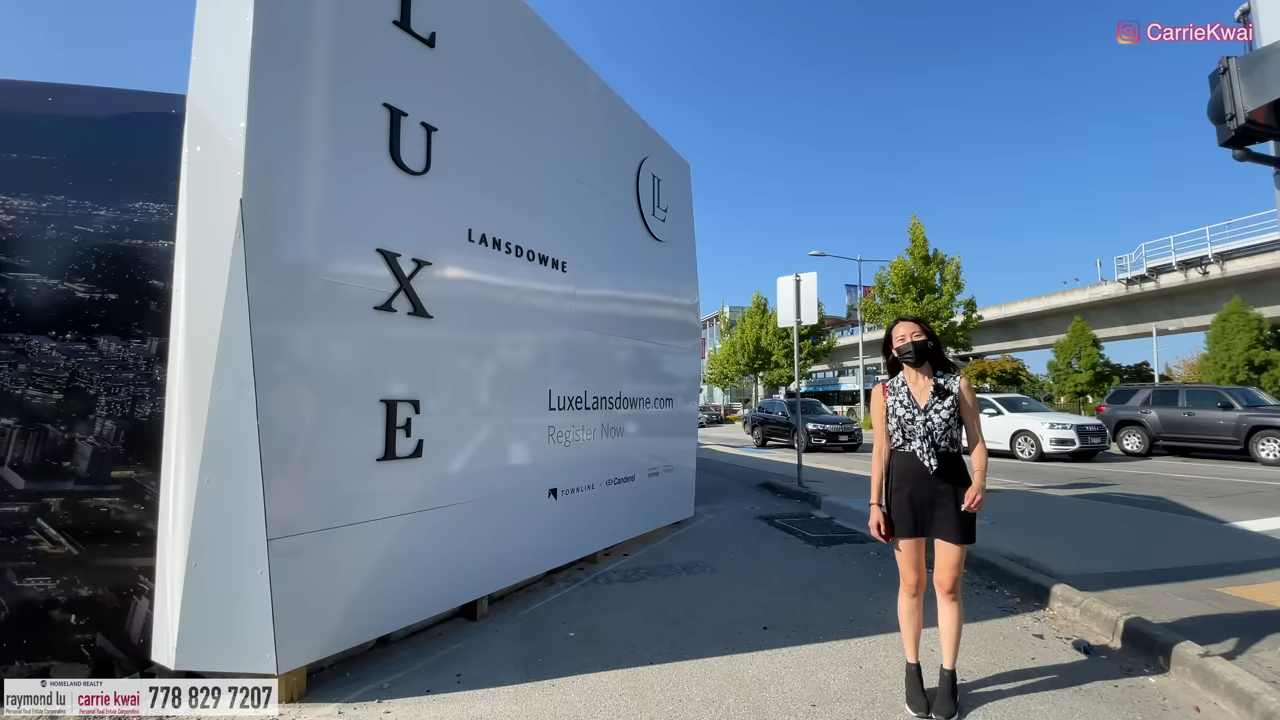 CarrieKwai
L
U
X
E
LANSDOWNE
LL
LuxeLansdowne.com
Register Now
TOWNLINE
Canderel
HOMELAND REALTY
raymond lu
Personal Real Estate Corporation
carrie kwai
Personal Real Estate Corporation
778 829 7207